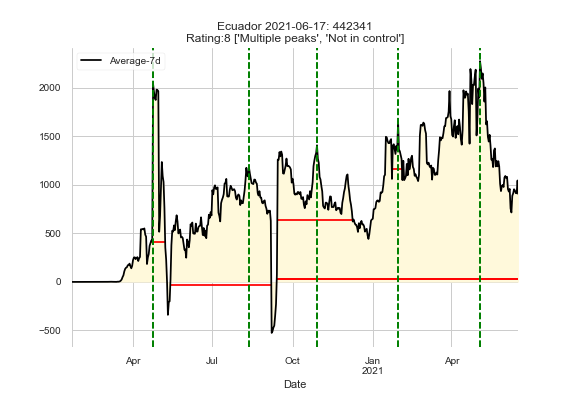 Ecuador 2021-06-17: 442341
Rating:8 ['Multiple peaks', 'Not in control']
Average-7d
2000
1500
1000
500
0
−500
Apr
Jul
Oct
Jan
2021
Apr
Date